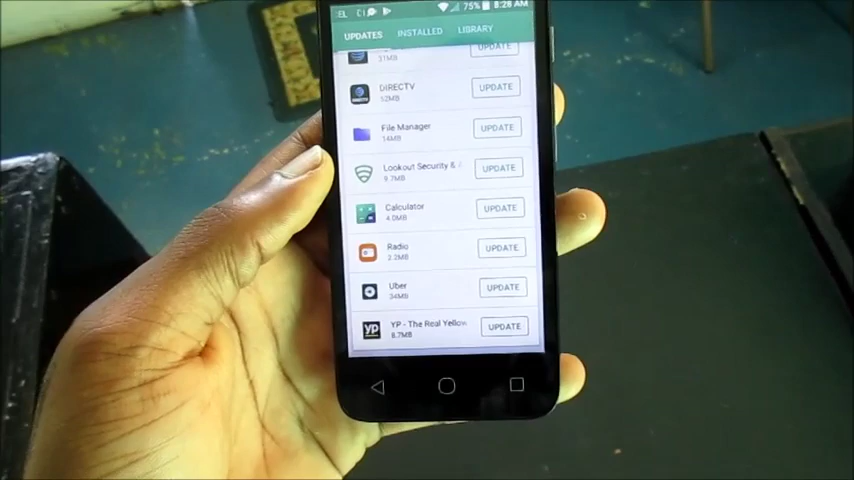 75% 8:28 AM
UPDATES INSTALLED LIBRARY
31MB
UPDATE
DIRECTV
52MB
UPDATE
File Manager
14MB
UPDATE
Lookout Security &
9.7MB
UPDATE
Calculator
4.0MB
UPDATE
Radio
2.2MB
UPDATE
Uber
34MB
UPDATE
yp
YP - The Real Yellow
8.7MB
UPDATE